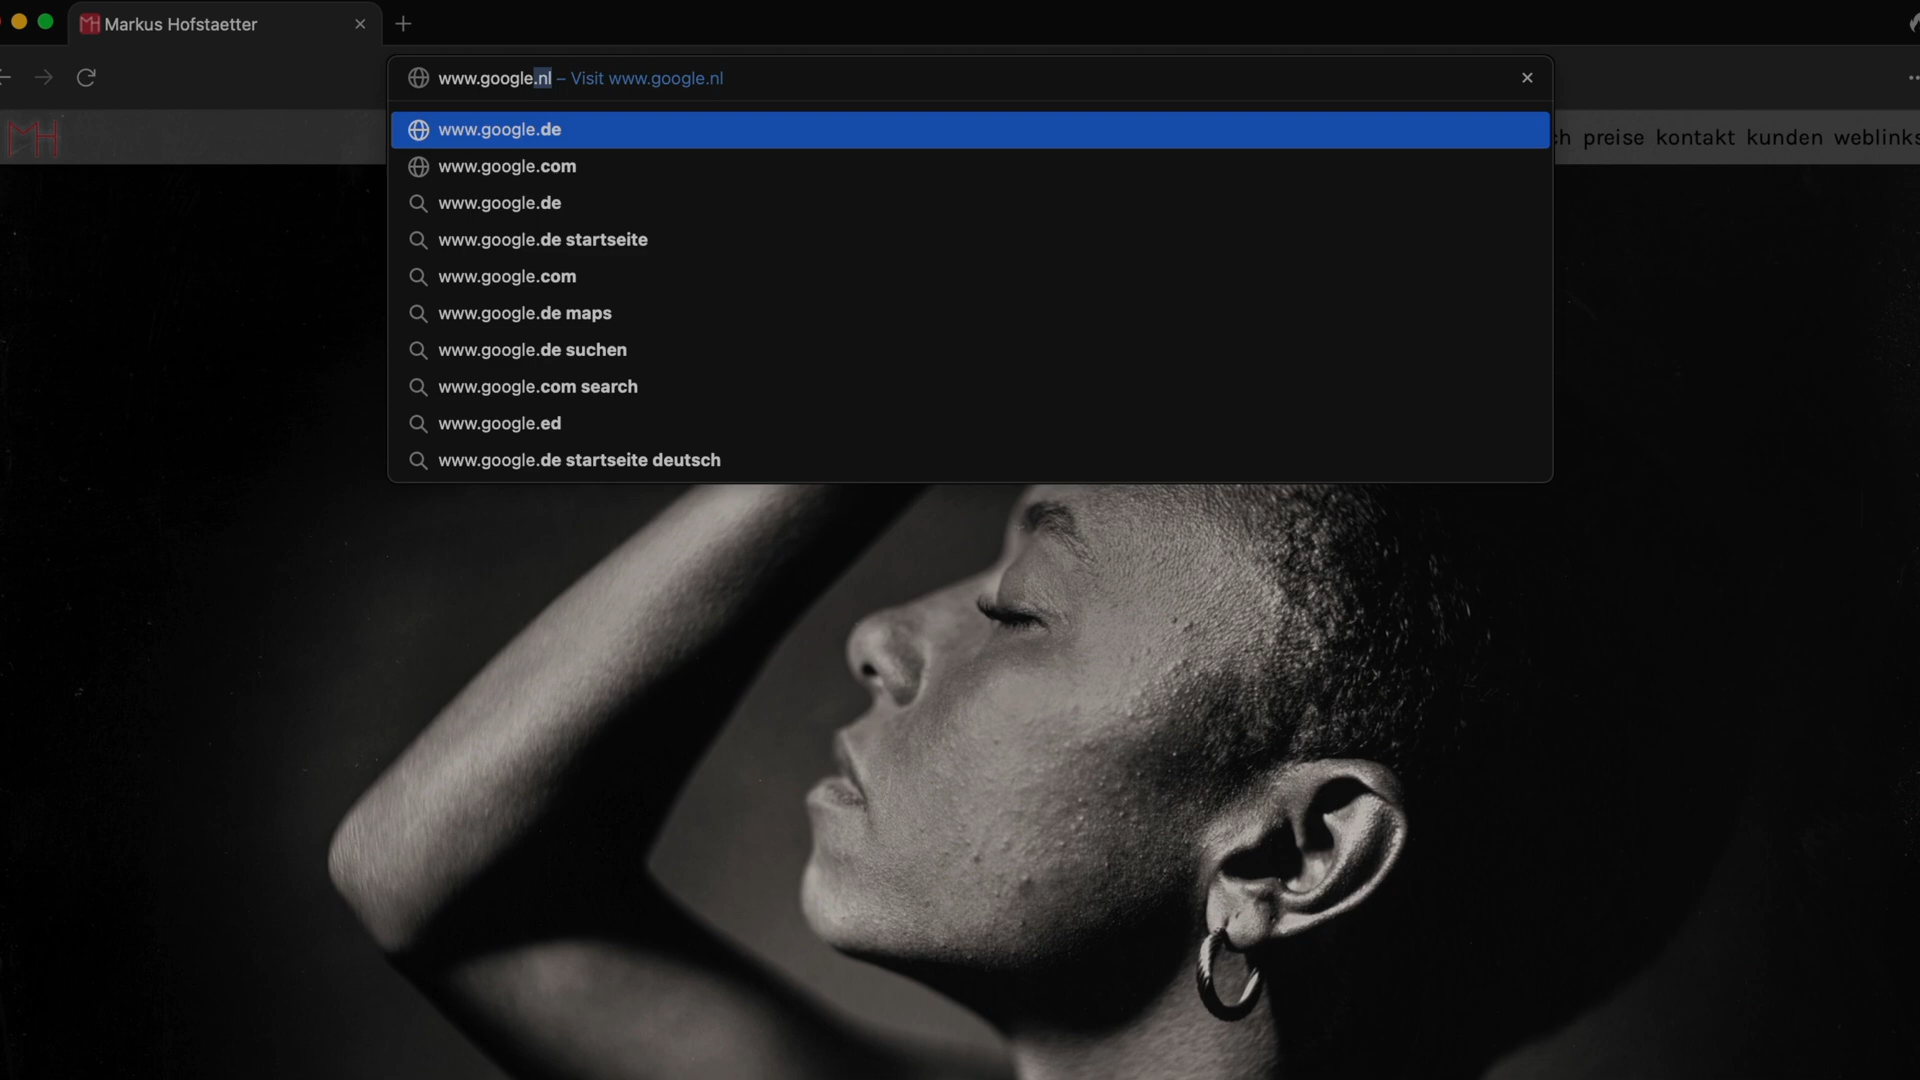 MH Markus Hofstaetter
www.google.nl – Visit www.google.nl
MH
preise kontakt kunden weblinks
www.google.de
www.google.com
www.google.de
www.google.de startseite
www.google.com
www.google.de maps
www.google.de suchen
www.google.com search
www.google.ed
www.google.de startseite deutsch